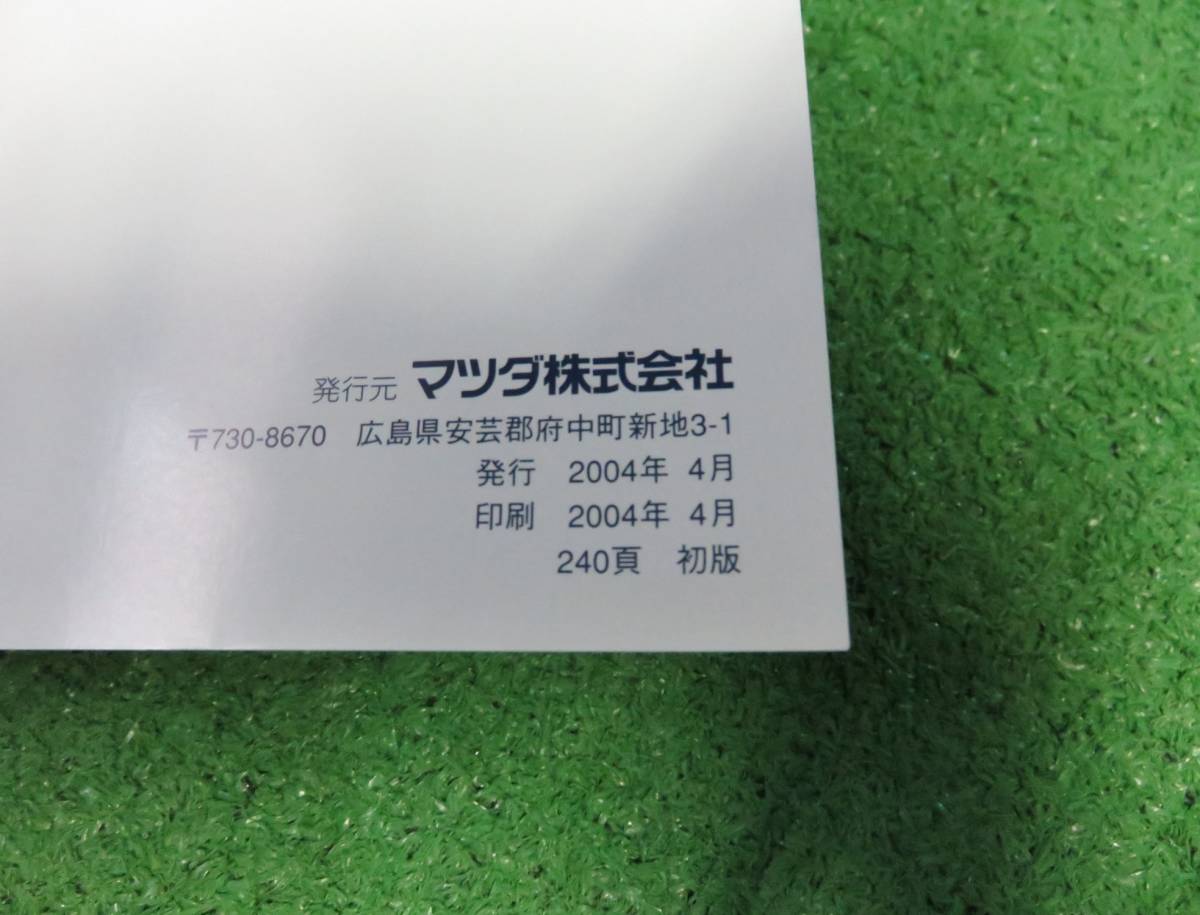 発行元 マツダ株式会社
〒730-8670 広島県安芸郡府中町新地3-1
発行 2004年 4月
印刷 2004年 4月
240頁 初版